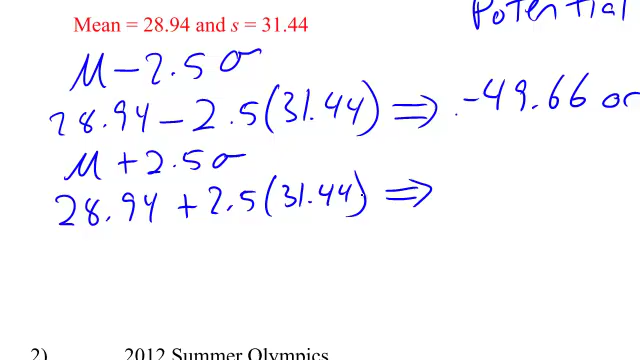 Potential
Mean = 28.94 and s = 31.44
μ - 2.5σ
28.94 - 2.5(31.44) ⇒ -49.66 or
μ + 2.5σ
28.94 + 2.5(31.44) ⇒
2) 2012 Summer Olympics